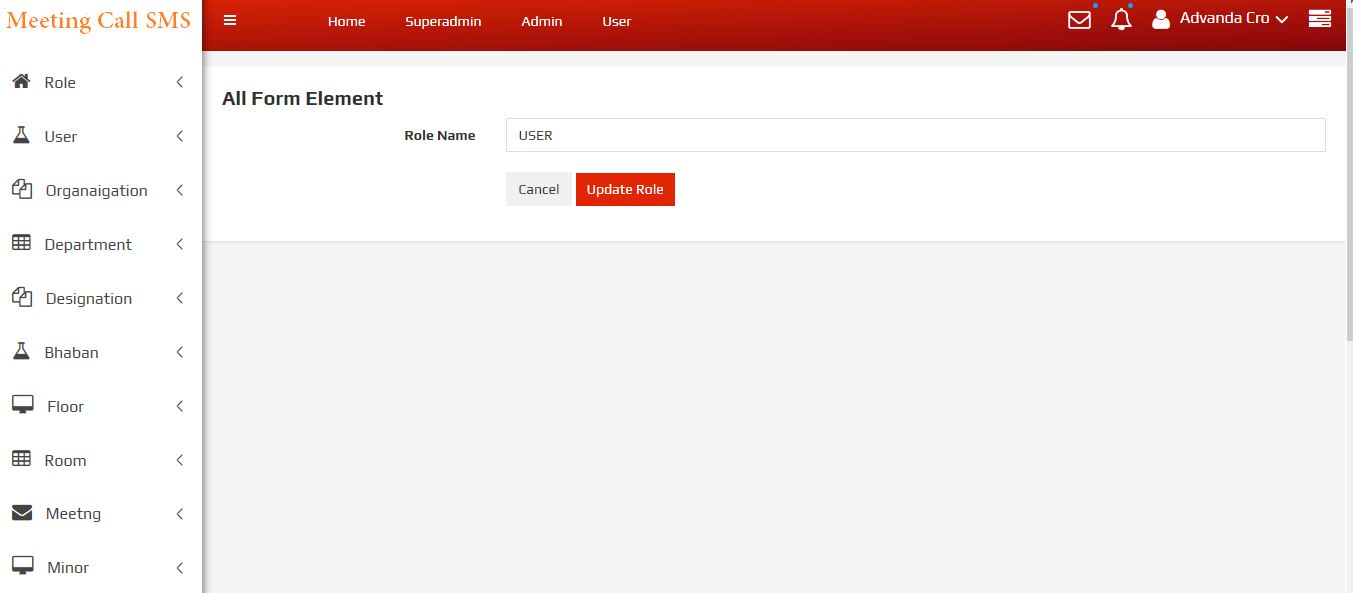 Meeting Call SMS
Home Superadmin Admin User Advanda Cro
Role
User
Organaigation
Department
Designation
Bhaban
Floor
Room
Meetng
Minor
All Form Element
Role Name USER
Cancel Update Role